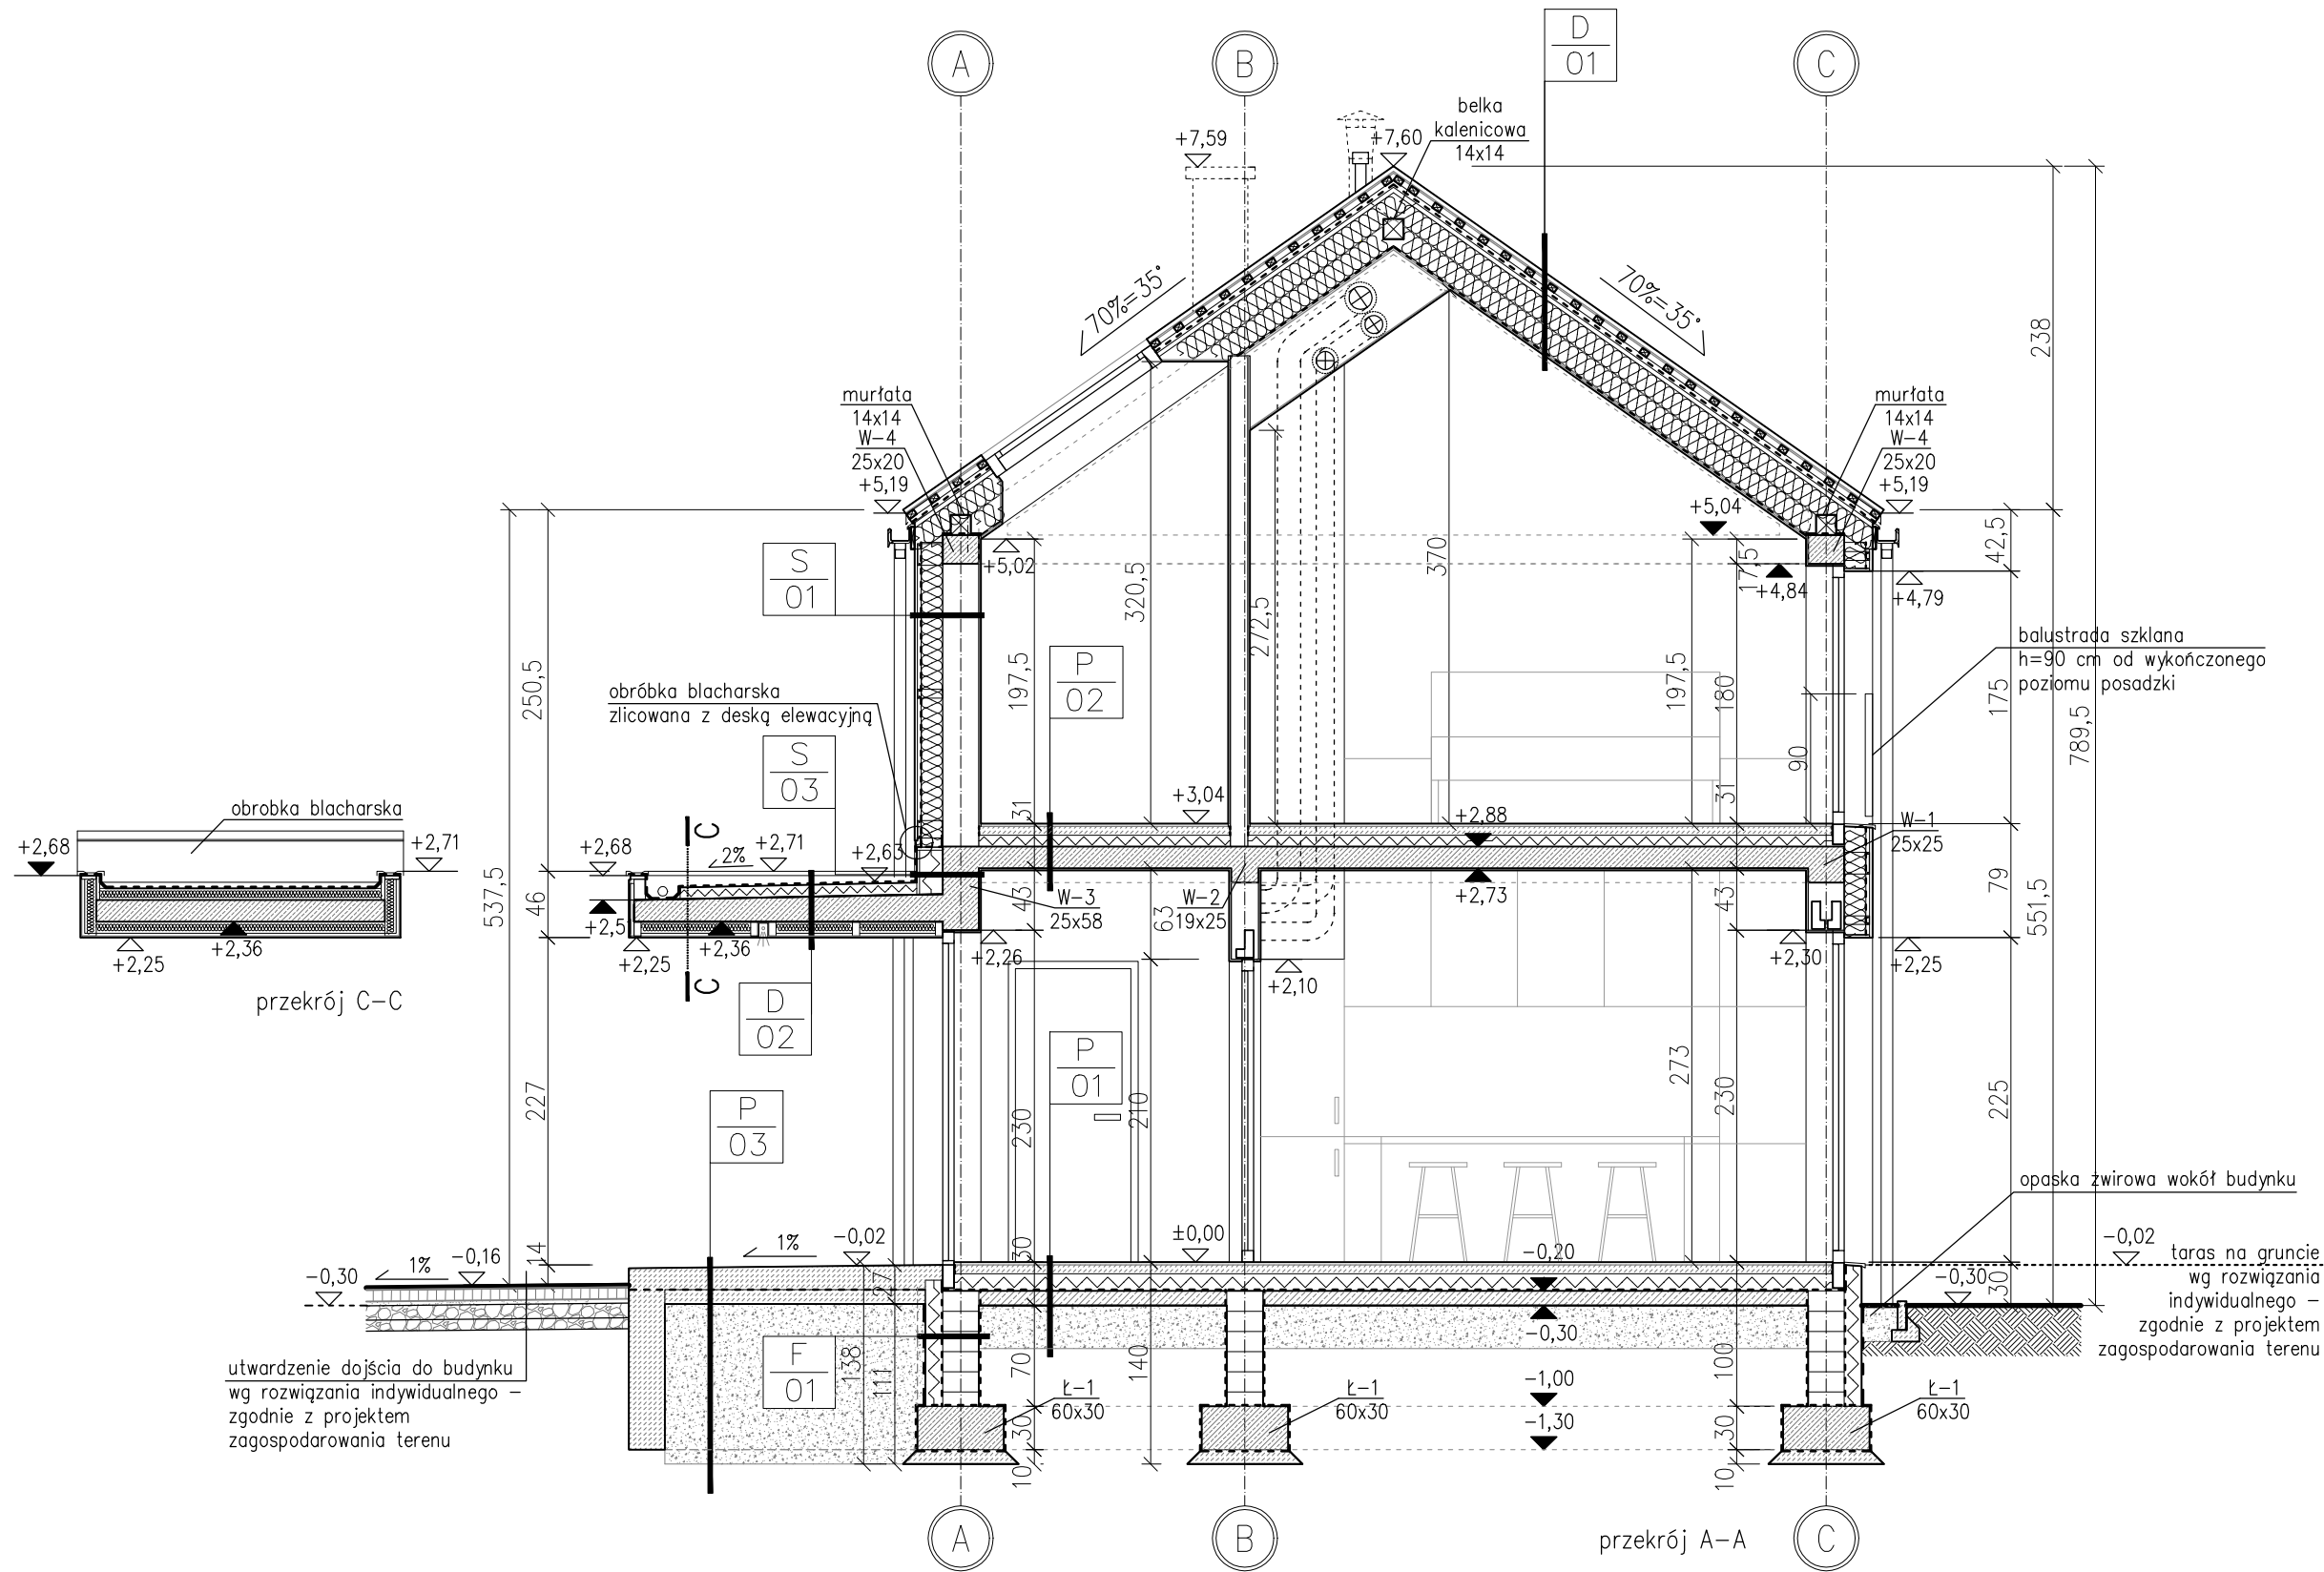 A
B
C
D
01
belka
kalenicowa
14x14
+7,59
+7,60
70%=35°
70%=35°
238
murłata
14x14
W-4
25x20
+5,19
murłata
14x14
W-4
25x20
+5,19
+5,04
+5,02
17,5
+4,84
+4,79
42,5
S
01
320,5
370
272,5
250,5
197,5
P
02
197,5
180
175
90
789,5
balustrada szklana
h=90 cm od wykończonego
poziomu posadzki
obróbka blacharska
zlicowana z deską elewacyjną
S
03
obrobka blacharska
+2,68
+2,71
+2,25
+2,36
przekrój C-C
+2,68
C
2%
+2,71
+2,63
31
+3,04
+2,88
31
W-1
25x25
537,5
46
+2,5
+2,25
+2,36
C
43
W-3
25x58
63
W-2
19x25
+2,73
43
79
551,5
+2,26
+2,10
+2,30
+2,25
D
02
P
01
P
03
227
230
210
273
230
225
opaska zwirowa wokół budynku
14
1%
-0,16
-0,30
1%
-0,02
30
±0,00
-0,20
-0,30
-0,02
-0,30
30
taras na gruncie
wg rozwiązania
indywidualnego -
zgodnie z projektem
zagospodarowania terenu
27
F
01
138
111
70
140
100
utwardzenie dojścia do budynku
wg rozwiązania indywidualnego -
zgodnie z projektem
zagospodarowania terenu
Ł-1
60x30
Ł-1
60x30
-1,00
-1,30
Ł-1
60x30
30
10
30
10
A
B
przekrój A-A
C